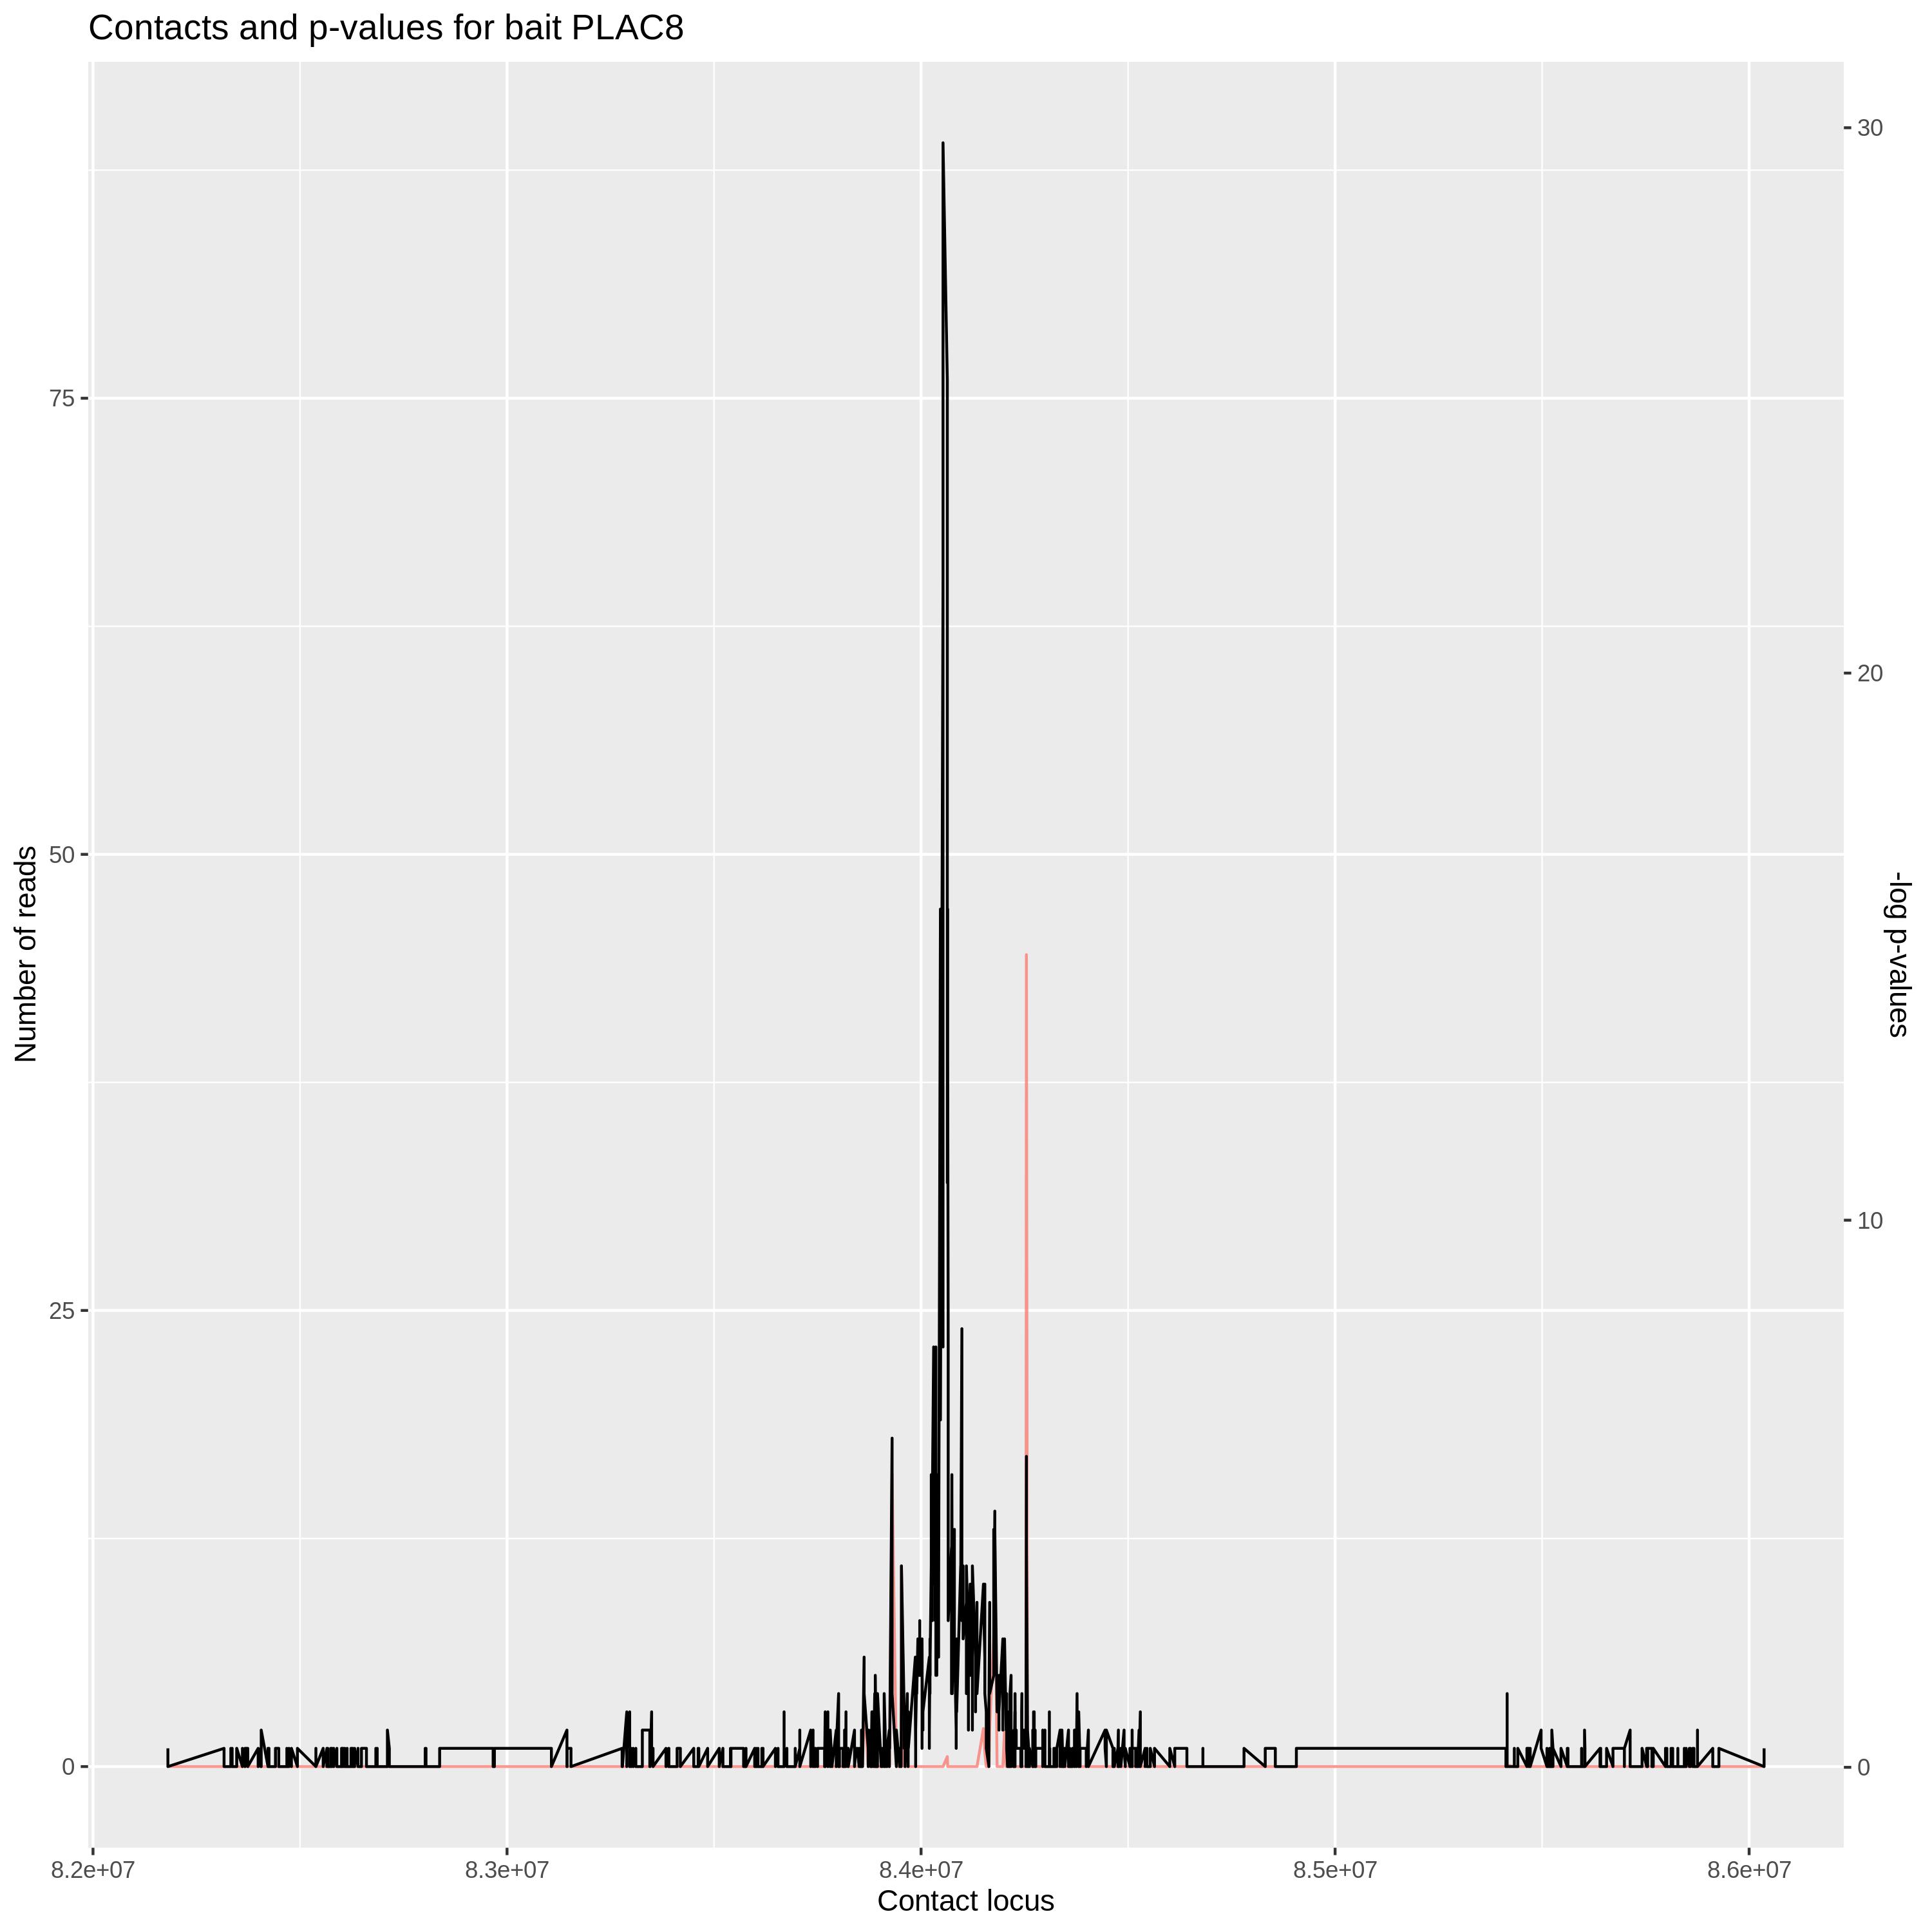 Contacts and p-values for bait PLAC8
Number of reads
75
50
25
0
30
20
10
0
-log p-values
8.2e+07 8.3e+07 8.4e+07 8.5e+07 8.6e+07
Contact locus